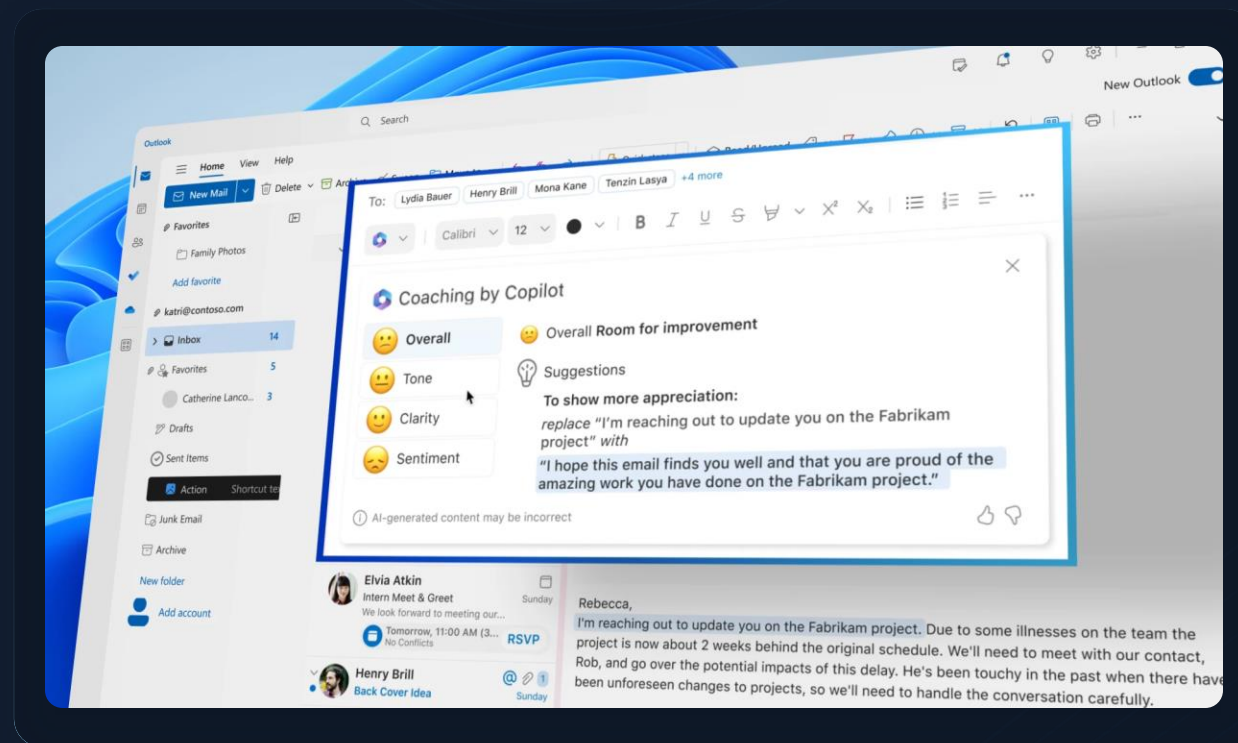 Outlook
Search
New Outlook
Home View Help
New Mail
Delete
Favorites
Family Photos
Add favorite
katri@contoso.com
Inbox 14
Favorites 5
Catherine Lanco... 3
Drafts
Sent Items
Action Shortcut
Junk Email
Archive
New folder
Add account
To: Lydia Bauer Henry Brill Mona Kane Tenzin Lasya +4 more
Calibri 12 B I U S X² X₂ ...
Coaching by Copilot
Overall
Tone
Clarity
Sentiment
Overall Room for improvement
Suggestions
To show more appreciation:
replace “I'm reaching out to update you on the Fabrikam
project” with
“I hope this email finds you well and that you are proud of the
amazing work you have done on the Fabrikam project.”
AI-generated content may be incorrect
Elvia Atkin
Intern Meet & Greet Sunday
We look forward to meeting our...
Tomorrow, 11:00 AM (3... RSVP
No Conflicts
Henry Brill 1
Back Cover Idea Sunday
Rebecca,
I'm reaching out to update you on the Fabrikam project. Due to some illnesses on the team the
project is now about 2 weeks behind the original schedule. We'll need to meet with our contact,
Rob, and go over the potential impacts of this delay. He's been touchy in the past when there have
been unforeseen changes to projects, so we'll need to handle the conversation carefully.